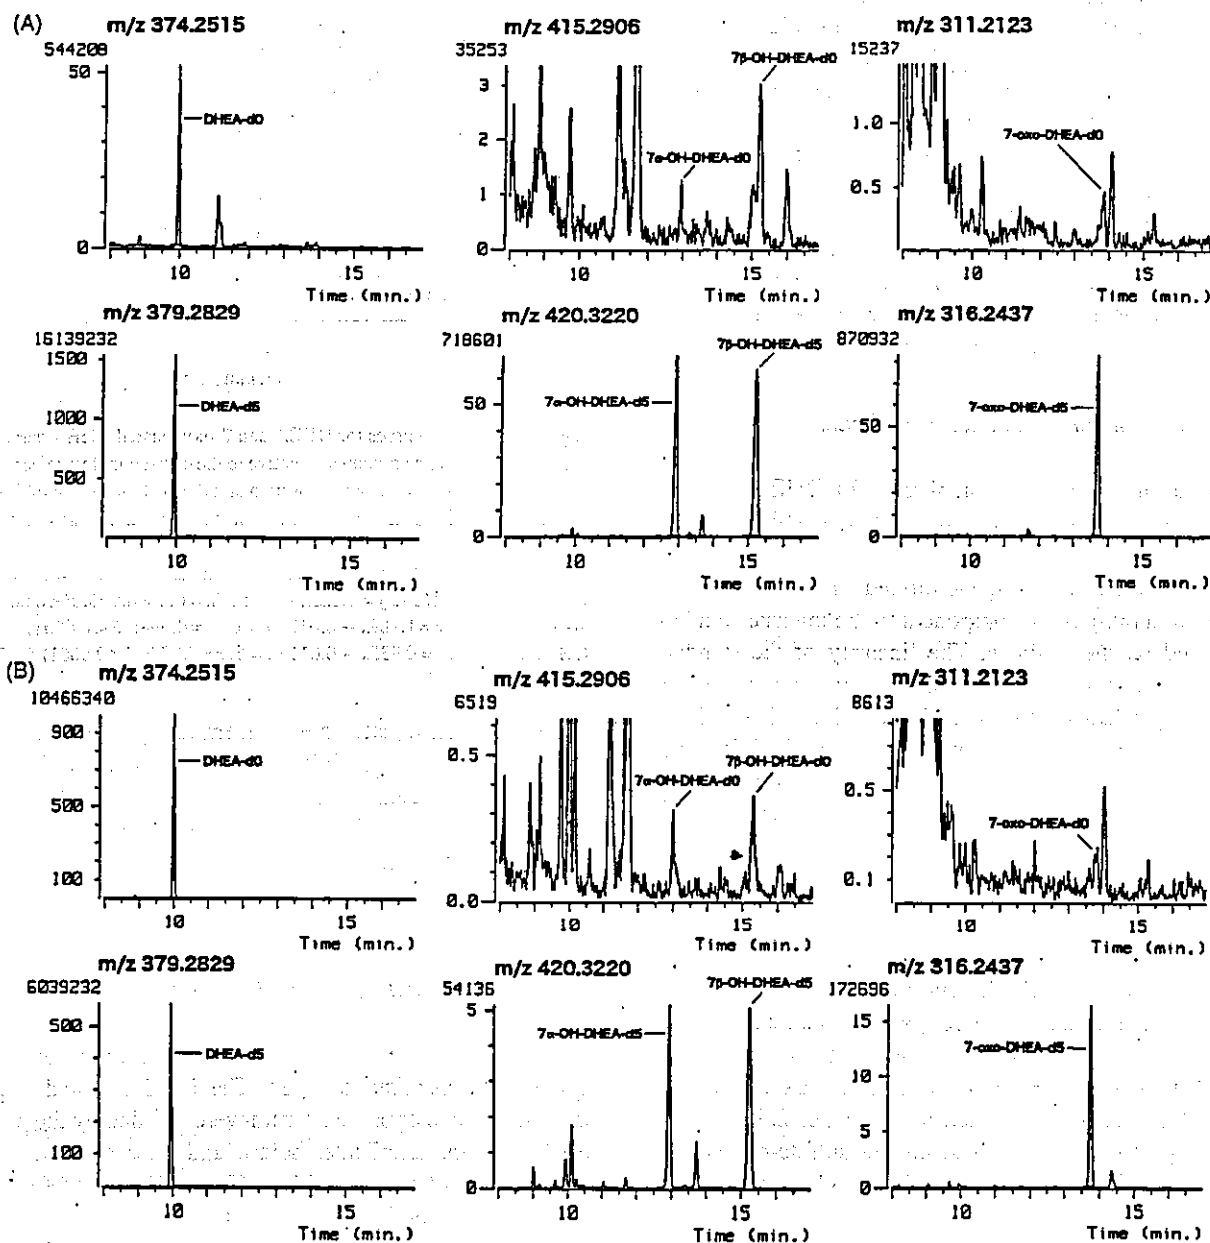 (A)
m/z 374.2515
544208
50
DHEA-d0
0
10
15
Time (min.)
m/z 415.2906
35253
3
7β-OH-DHEA-d0
2
7α-OH-DHEA-d0
1
0
10
15
Time (min.)
m/z 311.2123
15237
1.0
7-oxo-DHEA-d0
0.5
10
15
Time (min.)
m/z 379.2829
16139232
1500
1000
DHEA-d5
500
10
15
Time (min.)
m/z 420.3220
718601
7β-OH-DHEA-d5
50
7α-OH-DHEA-d5
0
10
15
Time (min.)
m/z 316.2437
870932
7-oxo-DHEA-d5
50
0
10
15
Time (min.)
(B)
m/z 374.2515
10466340
900
DHEA-d0
500
100
10
15
Time (min.)
m/z 415.2906
6519
0.5
7α-OH-DHEA-d0
7β-OH-DHEA-d0
0.0
10
15
Time (min.)
m/z 311.2123
8613
0.5
7-oxo-DHEA-d0
0.1
10
15
Time (min.)
m/z 379.2829
6039232
500
DHEA-d5
100
10
15
Time (min.)
m/z 420.3220
54136
7β-OH-DHEA-d5
5
7α-OH-DHEA-d5
0
10
15
Time (min.)
m/z 316.2437
172696
15
7-oxo-DHEA-d5
10
5
0
10
15
Time (min.)